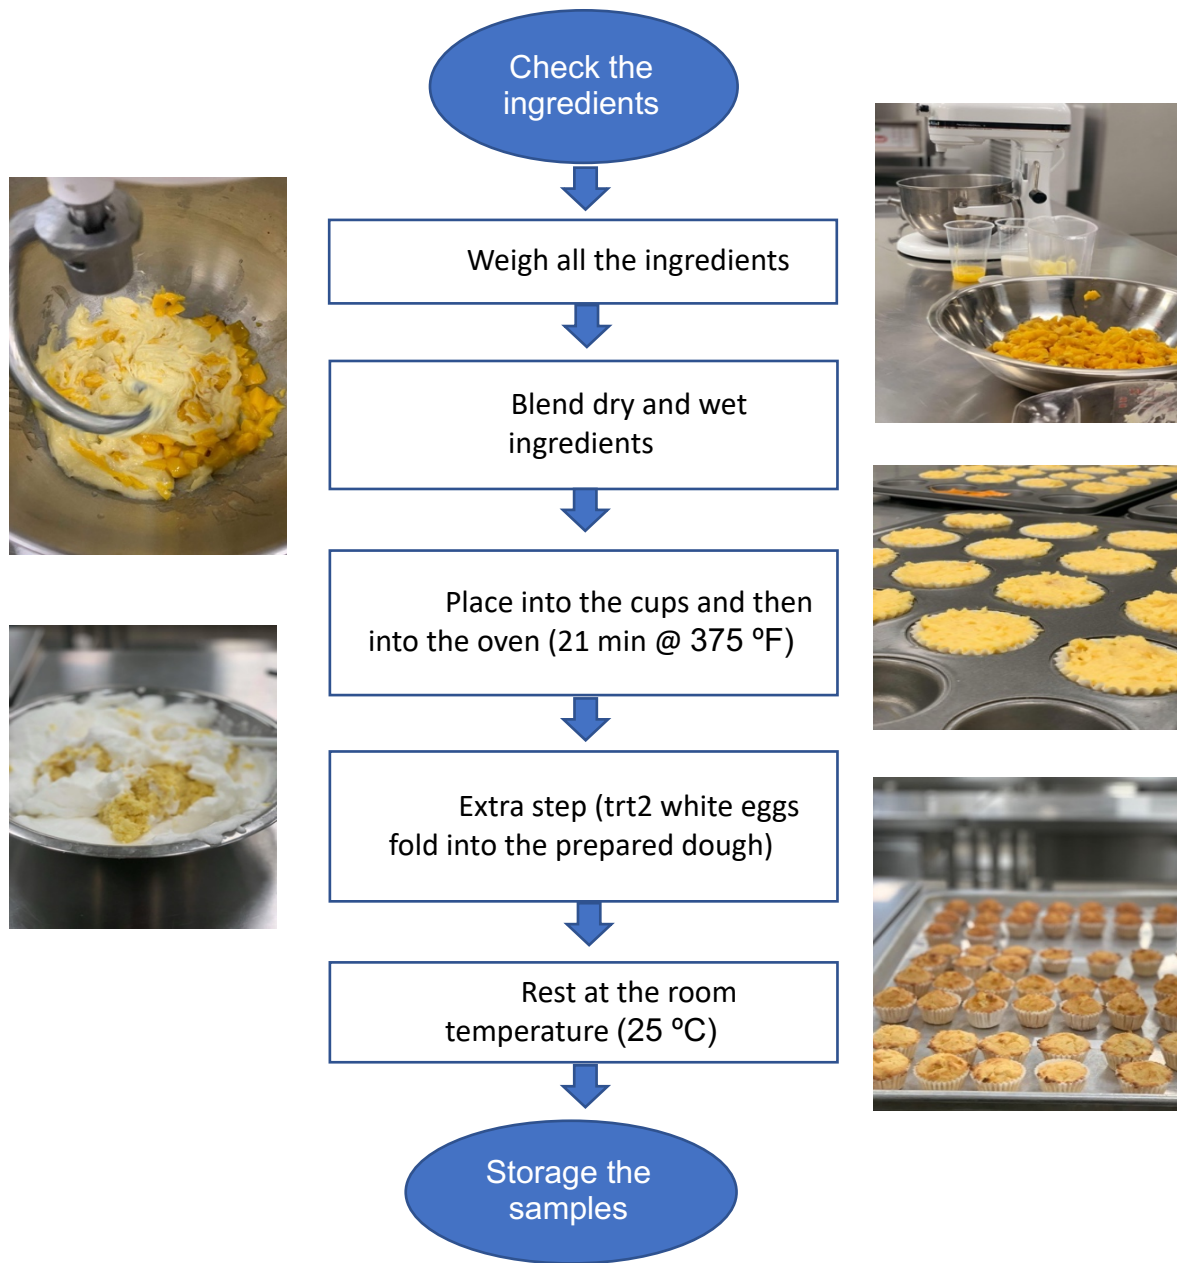 Check the
ingredients
Weigh all the ingredients
Blend dry and wet
ingredients
Place into the cups and then
into the oven (21 min @ 375 ºF)
Extra step (trt2 white eggs
fold into the prepared dough)
Rest at the room
temperature (25 ºC)
Storage the
samples